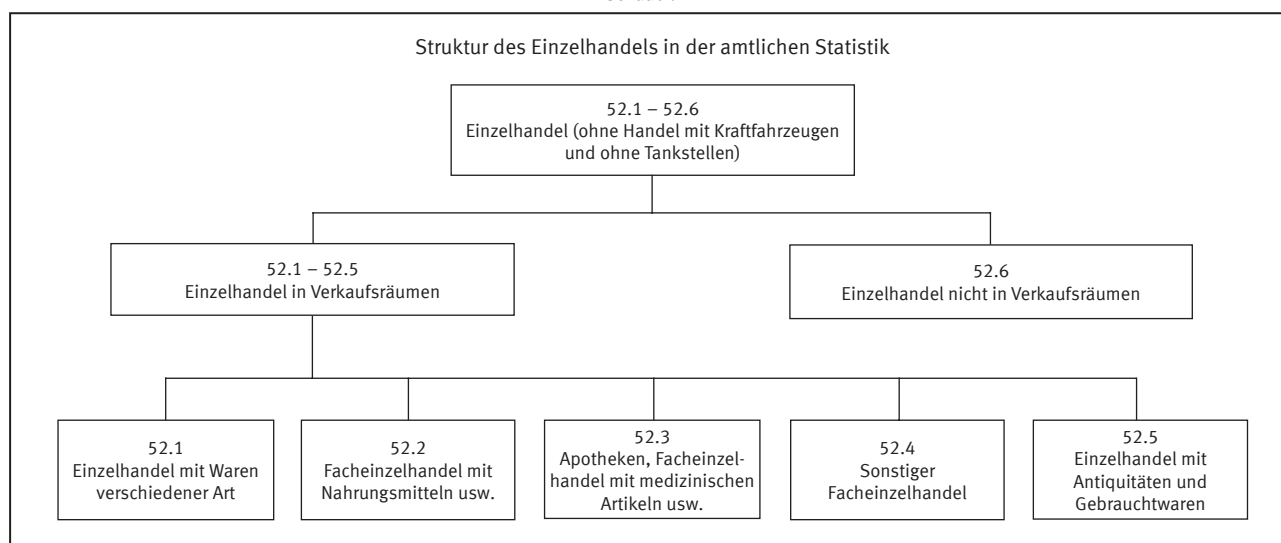 Struktur des Einzelhandels in der amtlichen Statistik
52.1 – 52.6
Einzelhandel (ohne Handel mit Kraftfahrzeugen
und ohne Tankstellen)
52.1 – 52.5
Einzelhandel in Verkaufsräumen
52.6
Einzelhandel nicht in Verkaufsräumen
52.1
Einzelhandel mit Waren
verschiedener Art
52.2
Facheinzelhandel mit
Nahrungsmitteln usw.
52.3
Apotheken, Facheinzel-
handel mit medizinischen
Artikeln usw.
52.4
Sonstiger
Facheinzelhandel
52.5
Einzelhandel mit
Antiquitäten und
Gebrauchtwaren